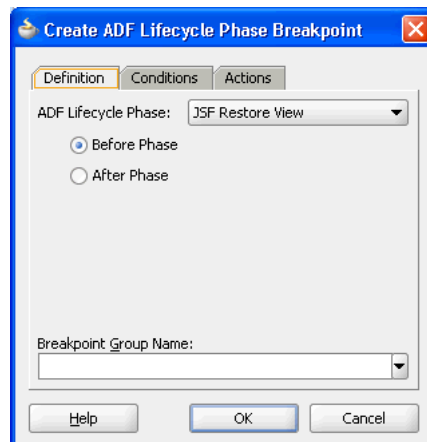 Create ADF Lifecycle Phase Breakpoint
Definition Conditions Actions
ADF Lifecycle Phase: JSF Restore View
Before Phase
After Phase
Breakpoint Group Name:
Help OK Cancel